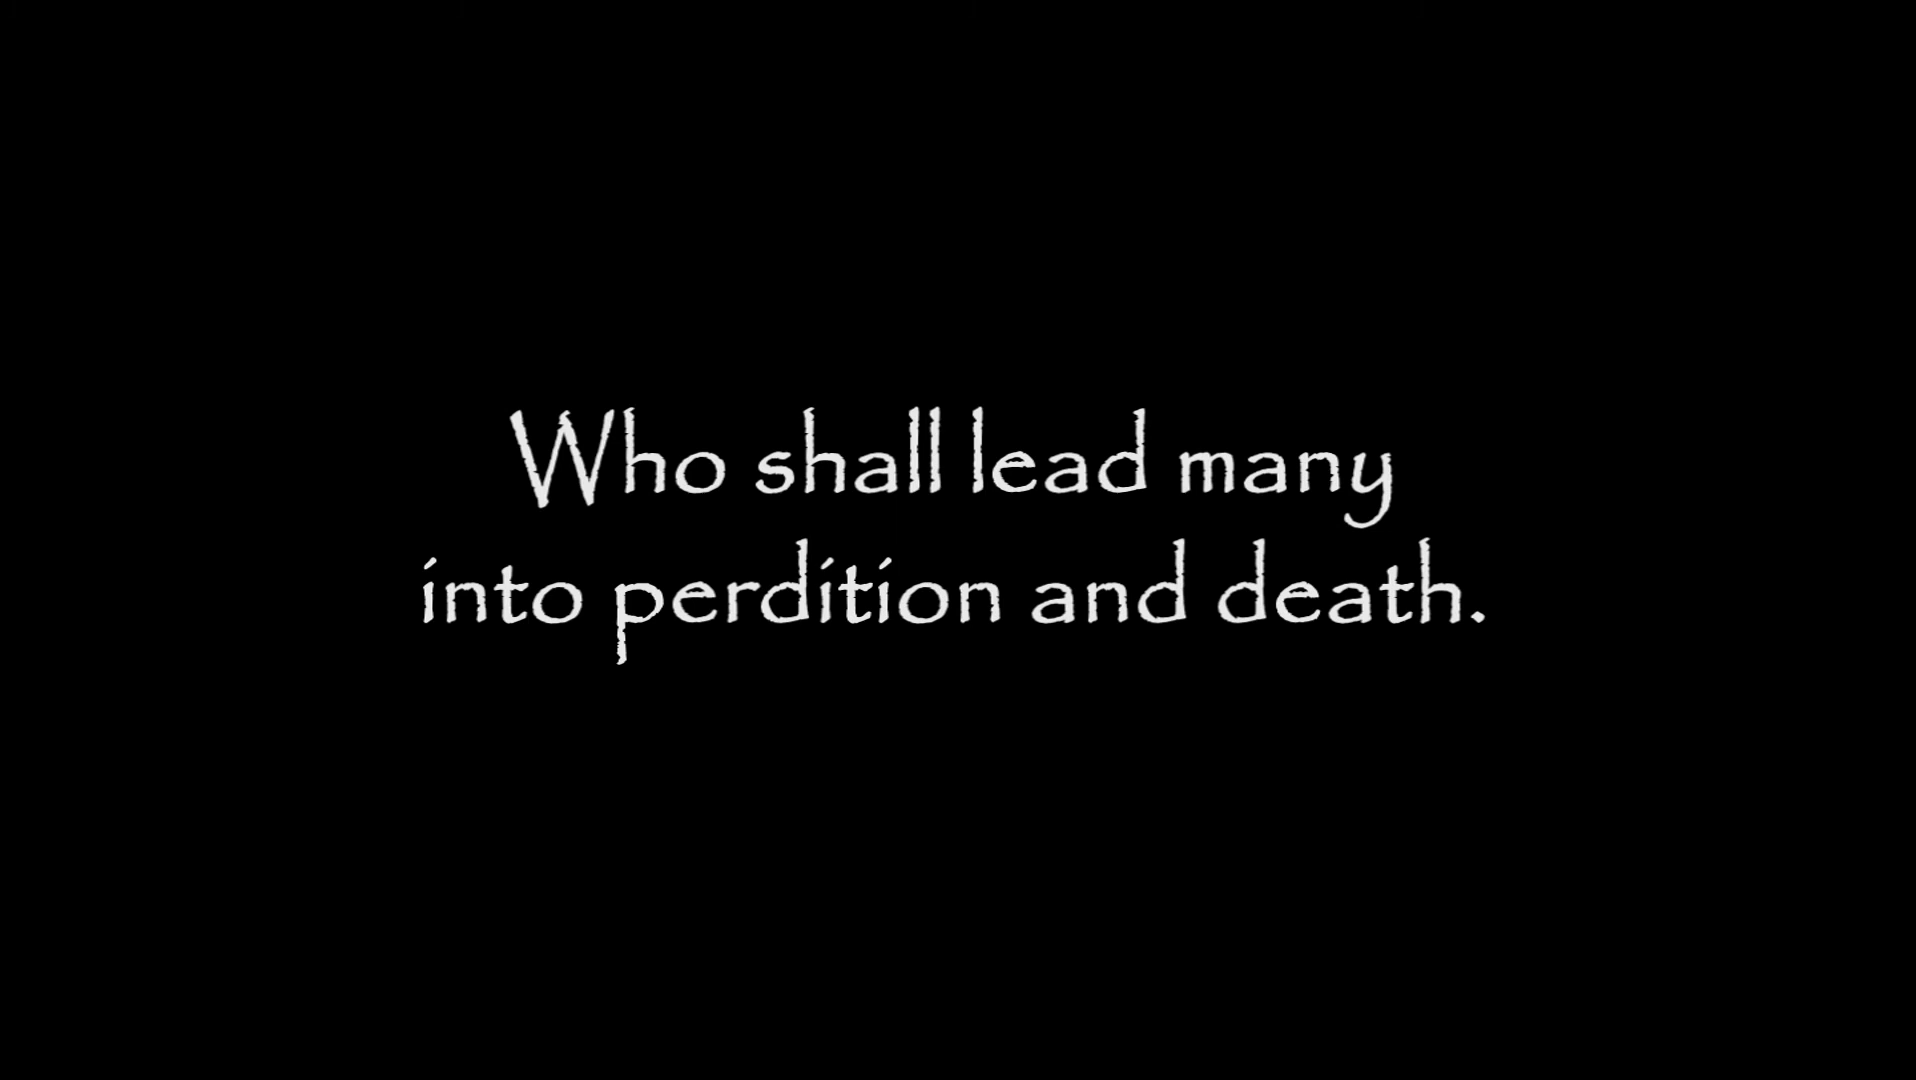 Who shall lead many
into perdition and death.